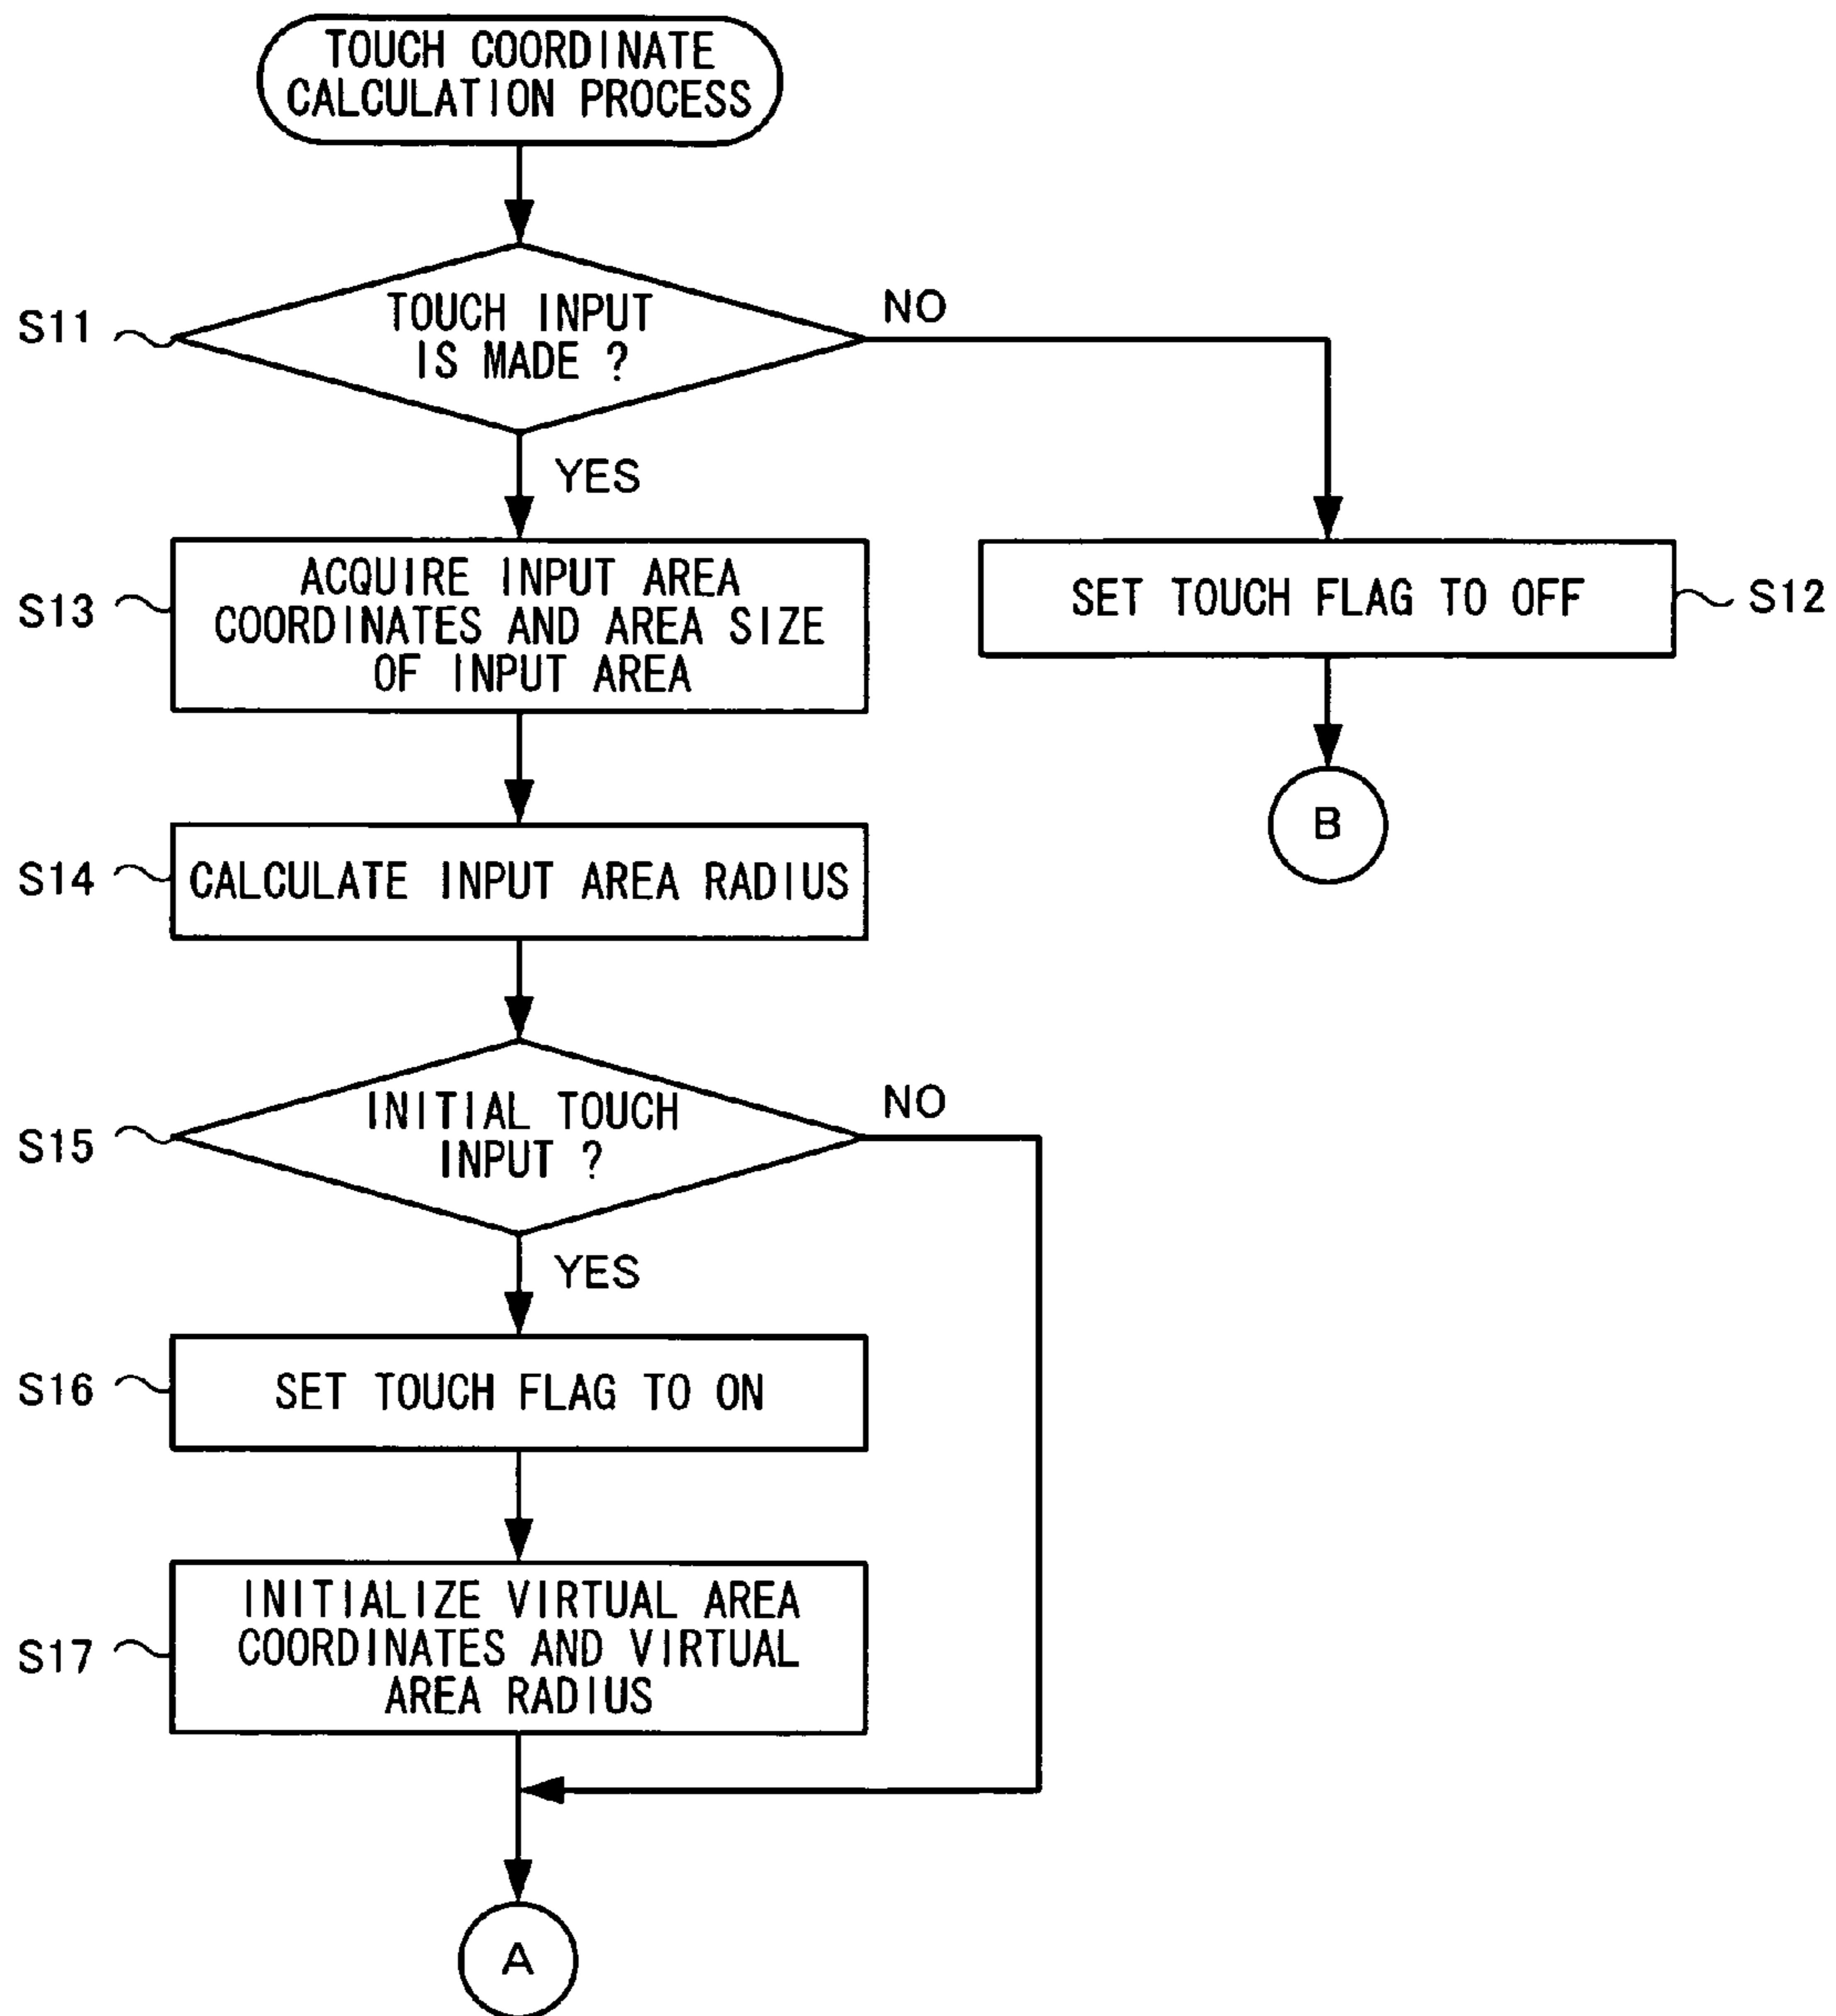 TOUCH COORDINATE
CALCULATION PROCESS
S11
TOUCH INPUT
IS MADE ?
NO
YES
S13
ACQUIRE INPUT AREA
COORDINATES AND AREA SIZE
OF INPUT AREA
SET TOUCH FLAG TO OFF
S12
B
S14
CALCULATE INPUT AREA RADIUS
S15
INITIAL TOUCH
INPUT ?
NO
YES
S16
SET TOUCH FLAG TO ON
S17
INITIALIZE VIRTUAL AREA
COORDINATES AND VIRTUAL
AREA RADIUS
A